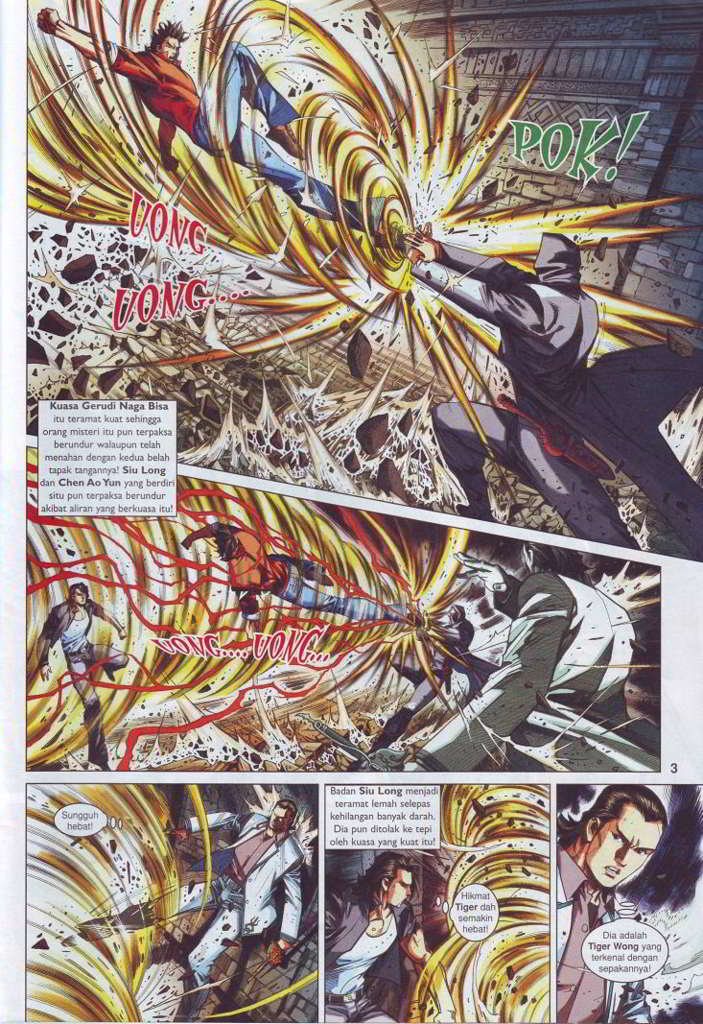 POK!
UONG
UONG....
Kuasa Gerudi Naga Bisa
itu teramat kuat sehingga
orang misteri itu pun terpaksa
berundur walaupun telah
menahan dengan kedua belah
tapak tangannya! Siu Long
dan Chen Ao Yun yang berdiri
situ pun terpaksa berundur
akibat aliran yang berkuasa itu!
UONG.... UONG....
3
Sungguh
hebat!
Badan Siu Long menjadi
teramat lemah selepas
kehilangan banyak darah.
Dia pun ditolak ke tepi
oleh kuasa yang kuat itu!
Hikmat
Tiger dah
semakin
hebat!
Dia adalah
Tiger Wong yang
terkenal dengan
sepakannya!